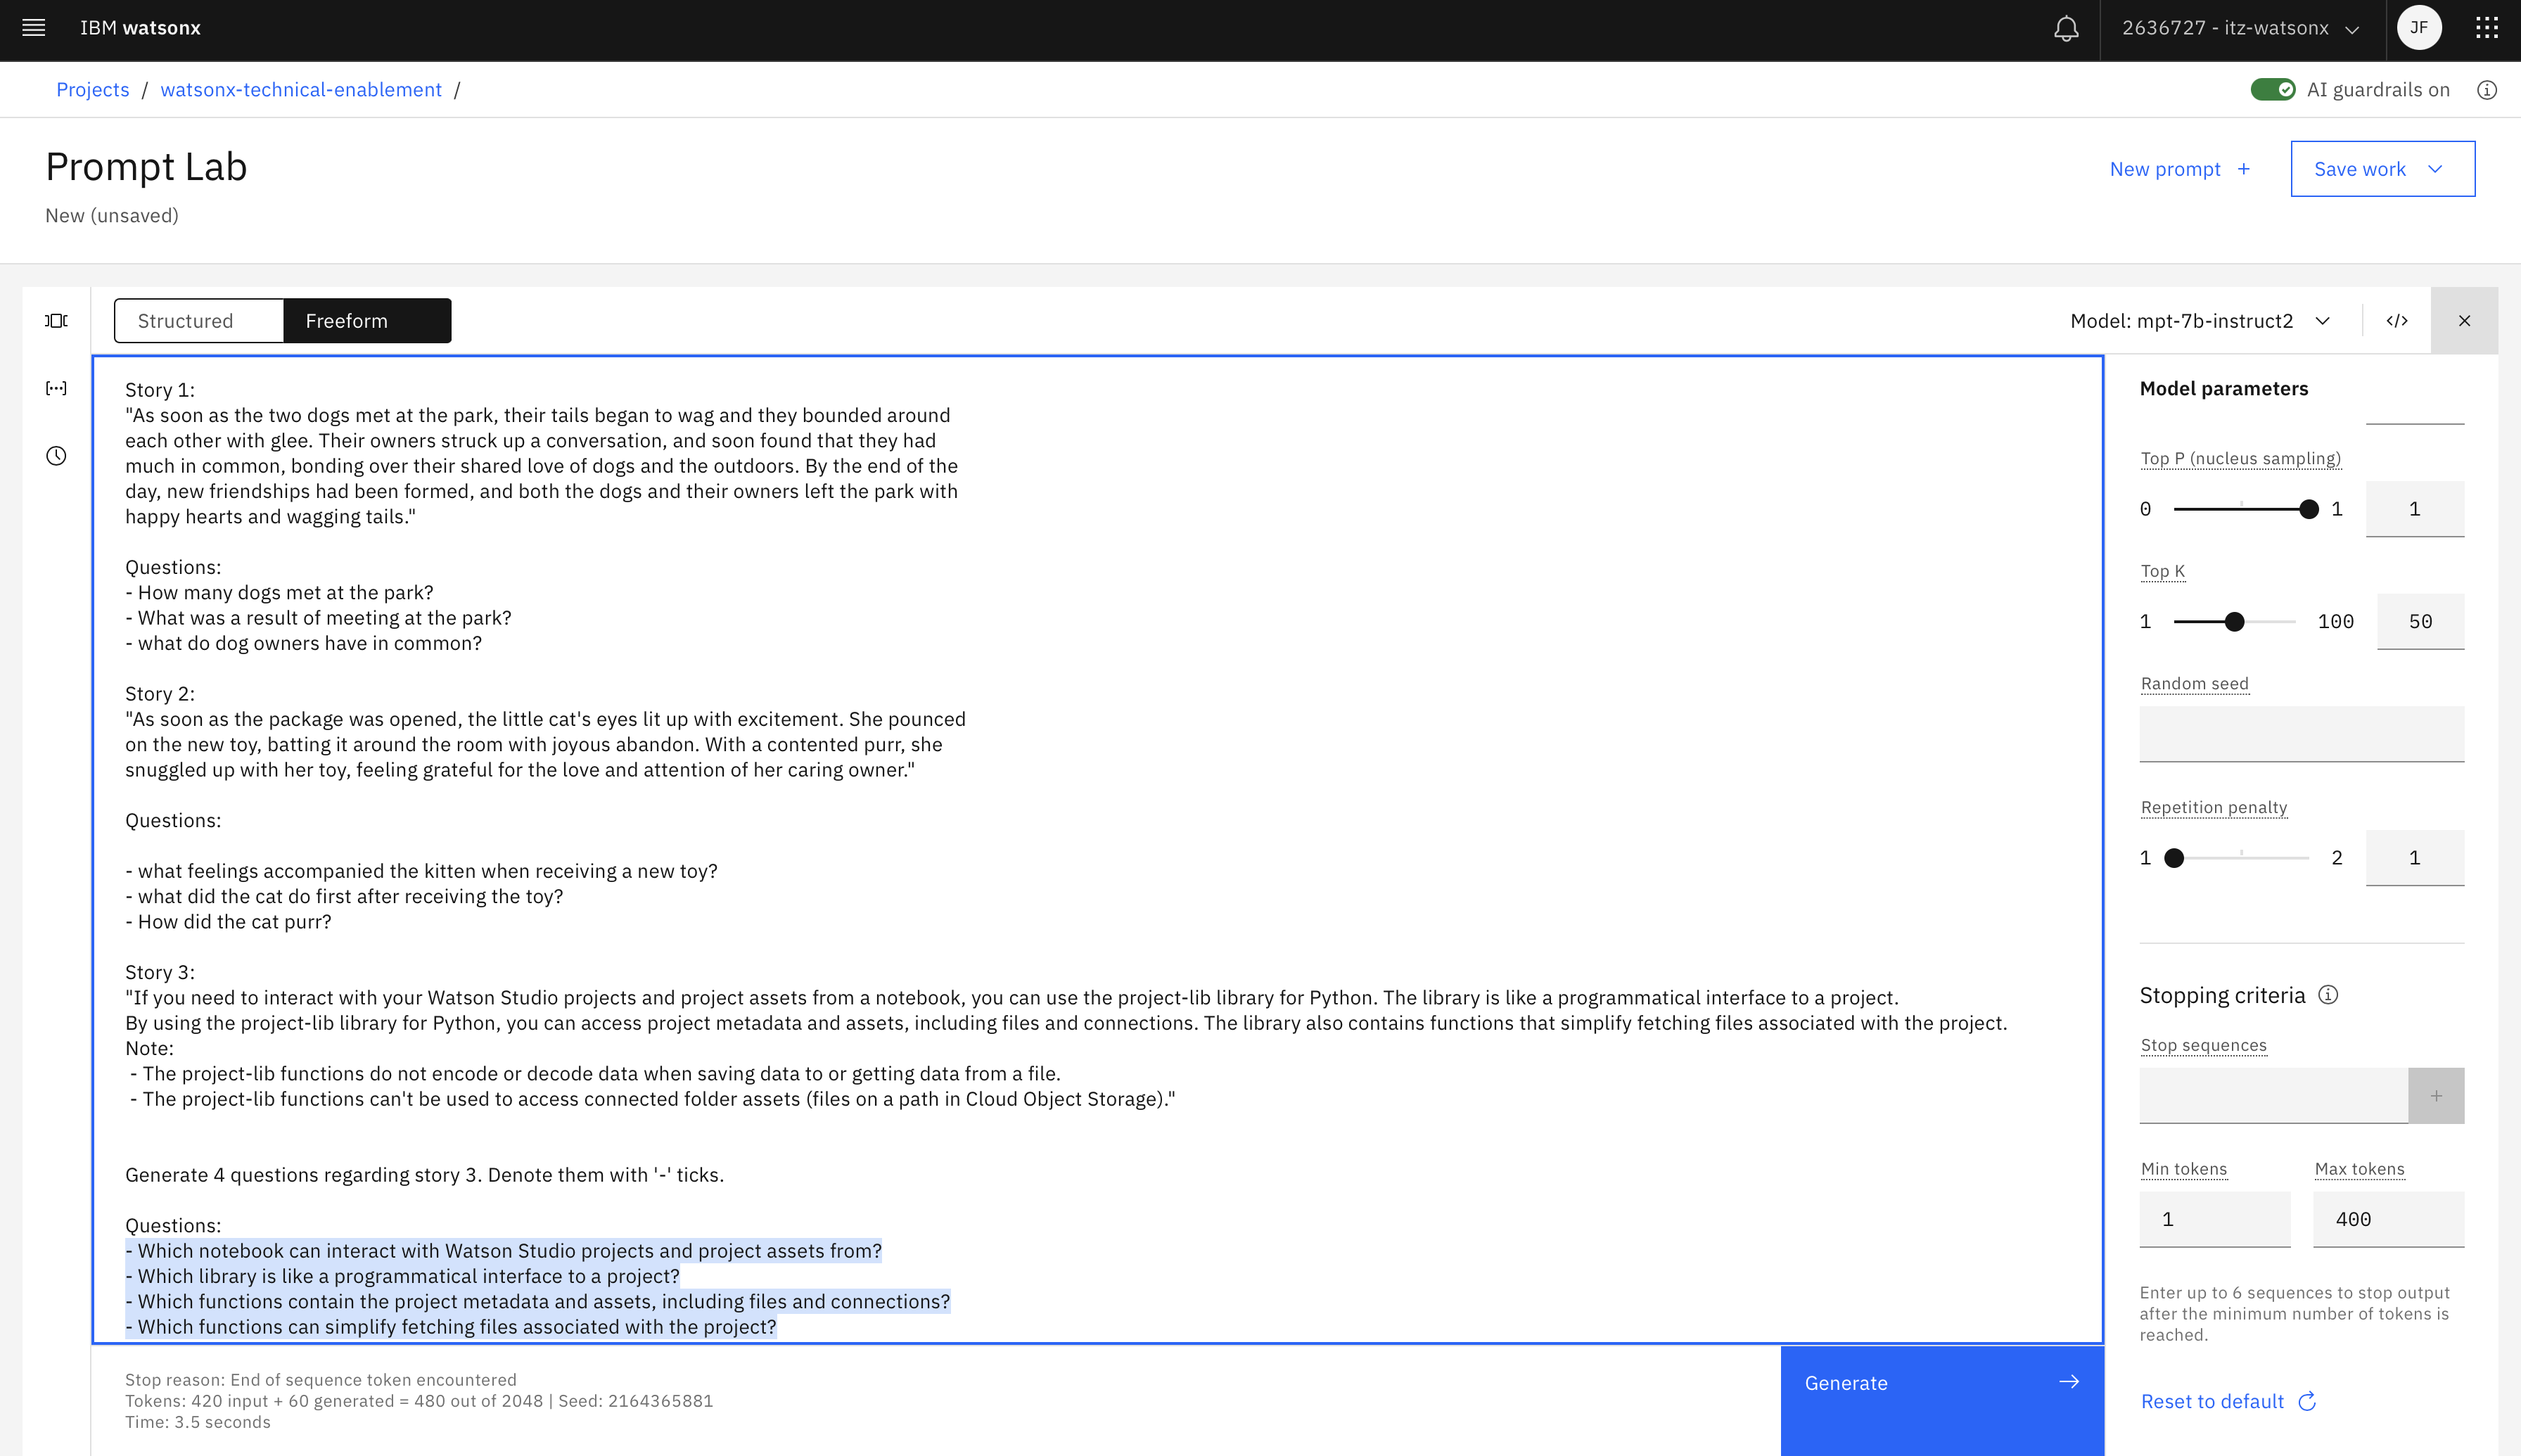 IBM watsonx
2636727 - itz-watsonx
JF
Projects / watsonx-technical-enablement /
AI guardrails on
Prompt Lab
New prompt +
Save work
New (unsaved)
Structured
Freeform
Model: mpt-7b-instruct2
</>
Story 1:
"As soon as the two dogs met at the park, their tails began to wag and they bounded around
each other with glee. Their owners struck up a conversation, and soon found that they had
much in common, bonding over their shared love of dogs and the outdoors. By the end of the
day, new friendships had been formed, and both the dogs and their owners left the park with
happy hearts and wagging tails."
Questions:
- How many dogs met at the park?
- What was a result of meeting at the park?
- what do dog owners have in common?
Story 2:
"As soon as the package was opened, the little cat's eyes lit up with excitement. She pounced
on the new toy, batting it around the room with joyous abandon. With a contented purr, she
snuggled up with her toy, feeling grateful for the love and attention of her caring owner."
Questions:
- what feelings accompanied the kitten when receiving a new toy?
- what did the cat do first after receiving the toy?
- How did the cat purr?
Story 3:
"If you need to interact with your Watson Studio projects and project assets from a notebook, you can use the project-lib library for Python. The library is like a programmatical interface to a project.
By using the project-lib library for Python, you can access project metadata and assets, including files and connections. The library also contains functions that simplify fetching files associated with the project.
Note:
- The project-lib functions do not encode or decode data when saving data to or getting data from a file.
- The project-lib functions can't be used to access connected folder assets (files on a path in Cloud Object Storage)."
Generate 4 questions regarding story 3. Denote them with '-' ticks.
Questions:
- Which notebook can interact with Watson Studio projects and project assets from?
- Which library is like a programmatical interface to a project?
- Which functions contain the project metadata and assets, including files and connections?
- Which functions can simplify fetching files associated with the project?
Stop reason: End of sequence token encountered
Tokens: 420 input + 60 generated = 480 out of 2048 | Seed: 2164365881
Time: 3.5 seconds
Generate
Model parameters
Top P (nucleus sampling)
0 1 1
Top K
1 100 50
Random seed
Repetition penalty
1 2 1
Stopping criteria
Stop sequences
+
Min tokens Max tokens
1 400
Enter up to 6 sequences to stop output
after the minimum number of tokens is
reached.
Reset to default